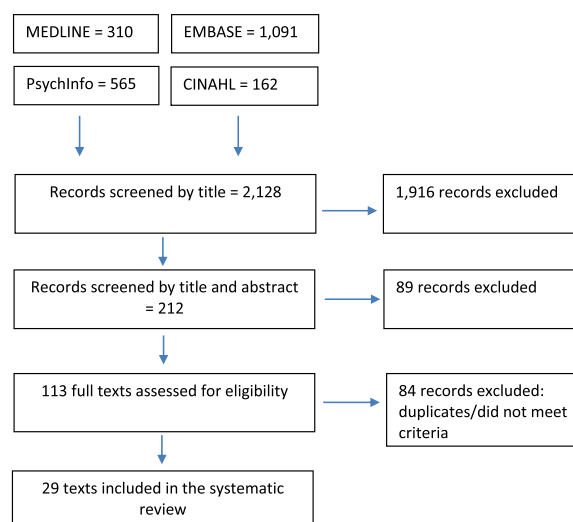 MEDLINE = 310
EMBASE = 1,091
PsychInfo = 565
CINAHL = 162
Records screened by title = 2,128
1,916 records excluded
Records screened by title and abstract
= 212
89 records excluded
113 full texts assessed for eligibility
84 records excluded:
duplicates/did not meet
criteria
29 texts included in the systematic
review